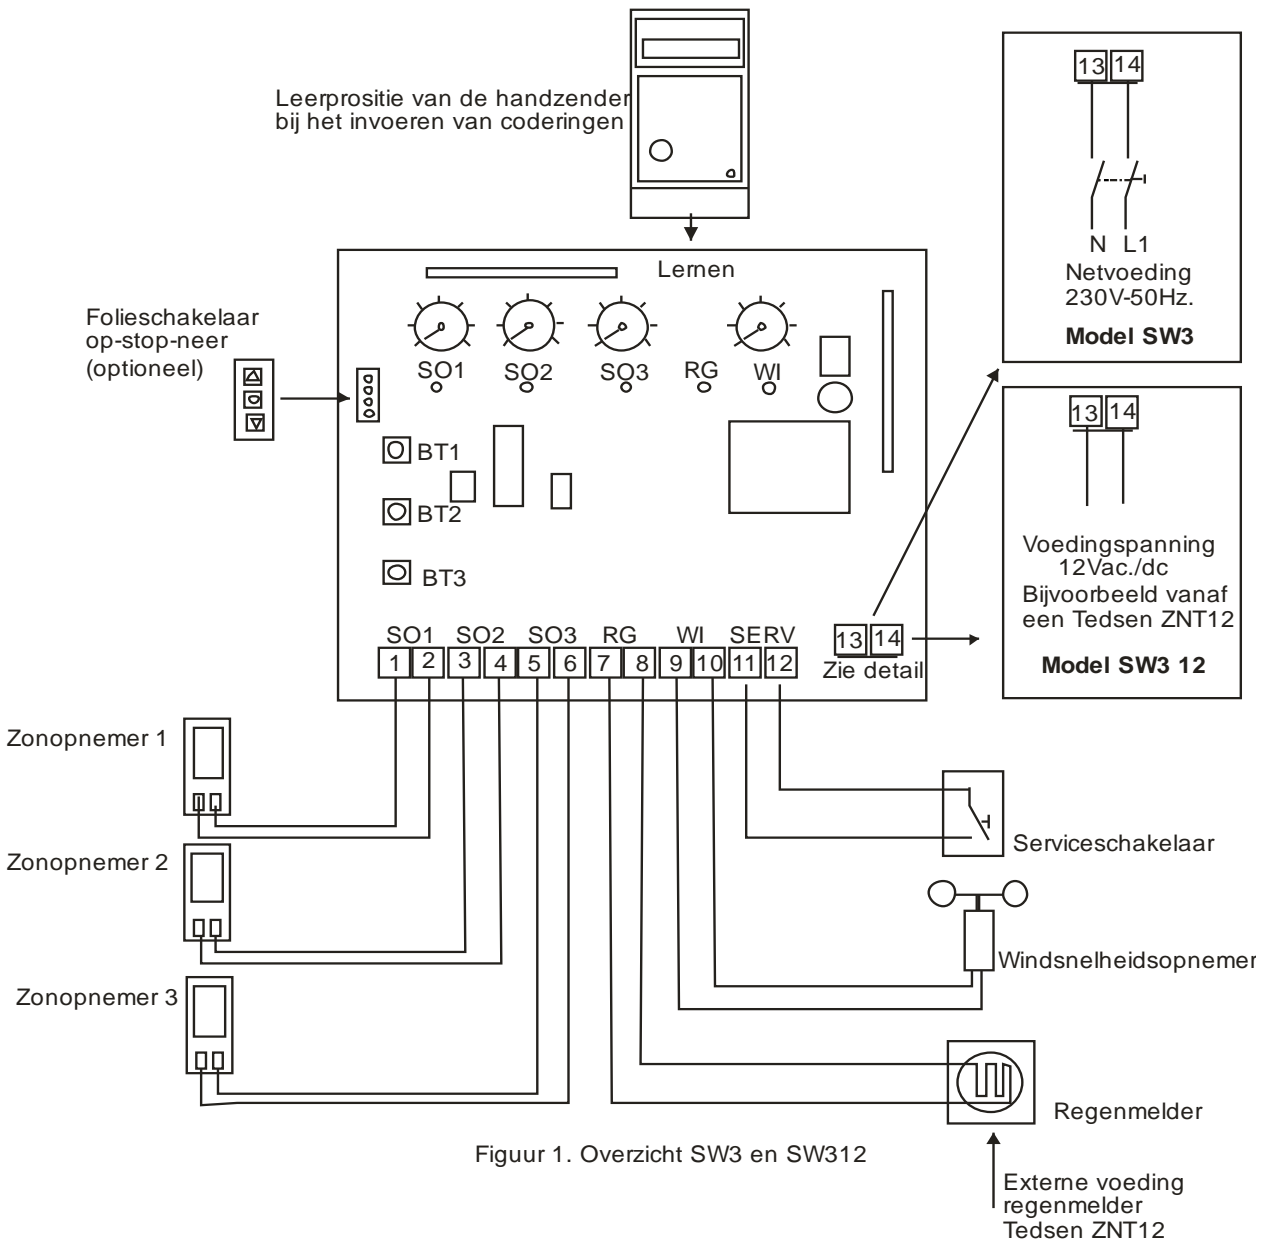 Leerprositie van de handzender
bij het invoeren van coderingen
13 14
N L1
Netvoeding
230V-50Hz.
Model SW3
Lernen
Folieschakelaar
op-stop-neer
(optioneel)
SO1 SO2 SO3 RG WI
BT1
BT2
BT3
13 14
Voedingspanning
12Vac./dc
Bijvoorbeeld vanaf
een Tedsen ZNT12
Model SW3 12
SO1 SO2 SO3 RG WI SERV
1 2 3 4 5 6 7 8 9 10 11 12
13 14
Zie detail
Zonopnemer 1
Zonopnemer 2
Zonopnemer 3
Serviceschakelaar
Windsnelheidsopnemer
Regenmelder
Figuur 1. Overzicht SW3 en SW312
Externe voeding
regenmelder
Tedsen ZNT12